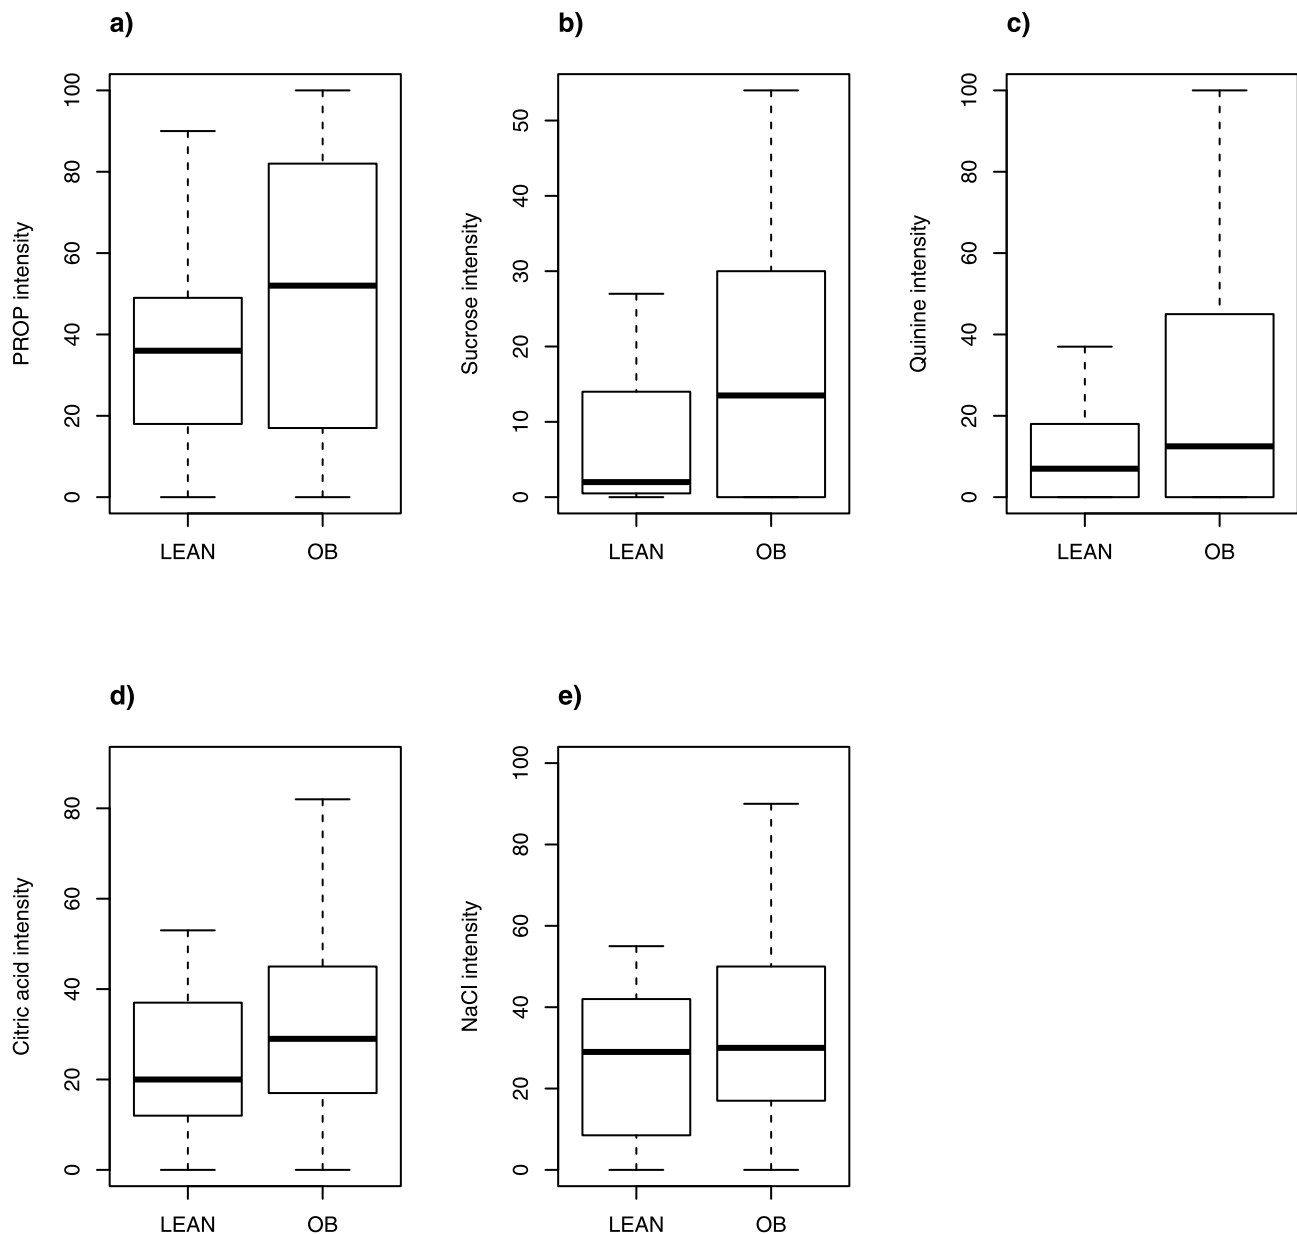 a)
PROP intensity
0 20 40 60 80 100
LEAN OB
b)
Sucrose intensity
0 10 20 30 40 50
LEAN OB
c)
Quinine intensity
0 20 40 60 80 100
LEAN OB
d)
Citric acid intensity
0 20 40 60 80
LEAN OB
e)
NaCl intensity
0 20 40 60 80 100
LEAN OB